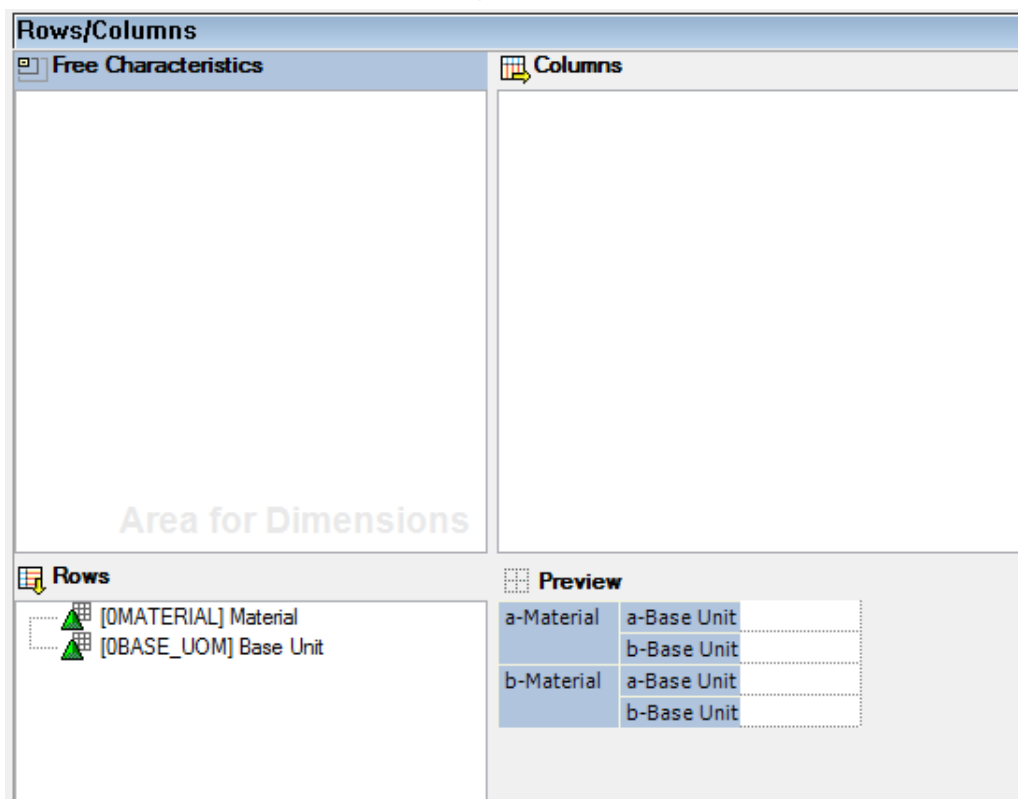 Rows/Columns
Free Characteristics
Columns
Area for Dimensions
Rows
[0MATERIAL] Material
[0BASE_UOM] Base Unit
Preview
a-Material a-Base Unit
b-Base Unit
b-Material a-Base Unit
b-Base Unit